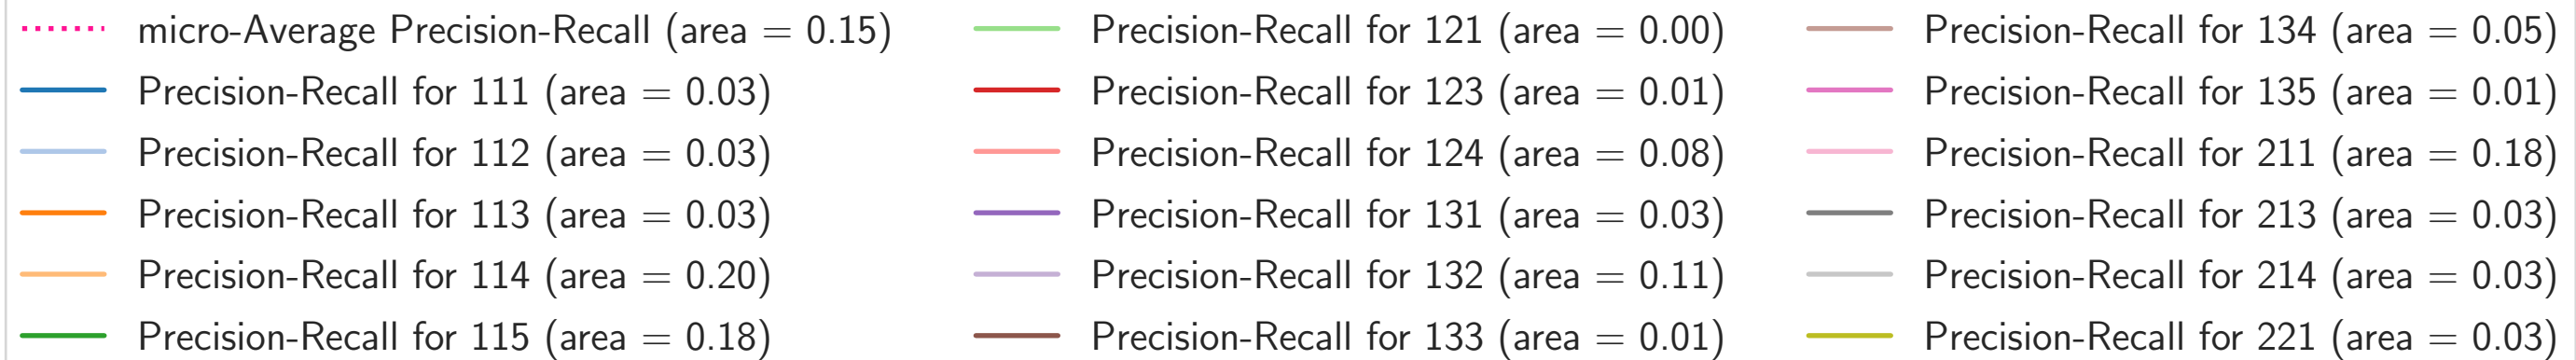 micro-Average Precision-Recall (area = 0.15)
Precision-Recall for 111 (area = 0.03)
Precision-Recall for 112 (area = 0.03)
Precision-Recall for 113 (area = 0.03)
Precision-Recall for 114 (area = 0.20)
Precision-Recall for 115 (area = 0.18)
Precision-Recall for 121 (area = 0.00)
Precision-Recall for 123 (area = 0.01)
Precision-Recall for 124 (area = 0.08)
Precision-Recall for 131 (area = 0.03)
Precision-Recall for 132 (area = 0.11)
Precision-Recall for 133 (area = 0.01)
Precision-Recall for 134 (area = 0.05)
Precision-Recall for 135 (area = 0.01)
Precision-Recall for 211 (area = 0.18)
Precision-Recall for 213 (area = 0.03)
Precision-Recall for 214 (area = 0.03)
Precision-Recall for 221 (area = 0.03)